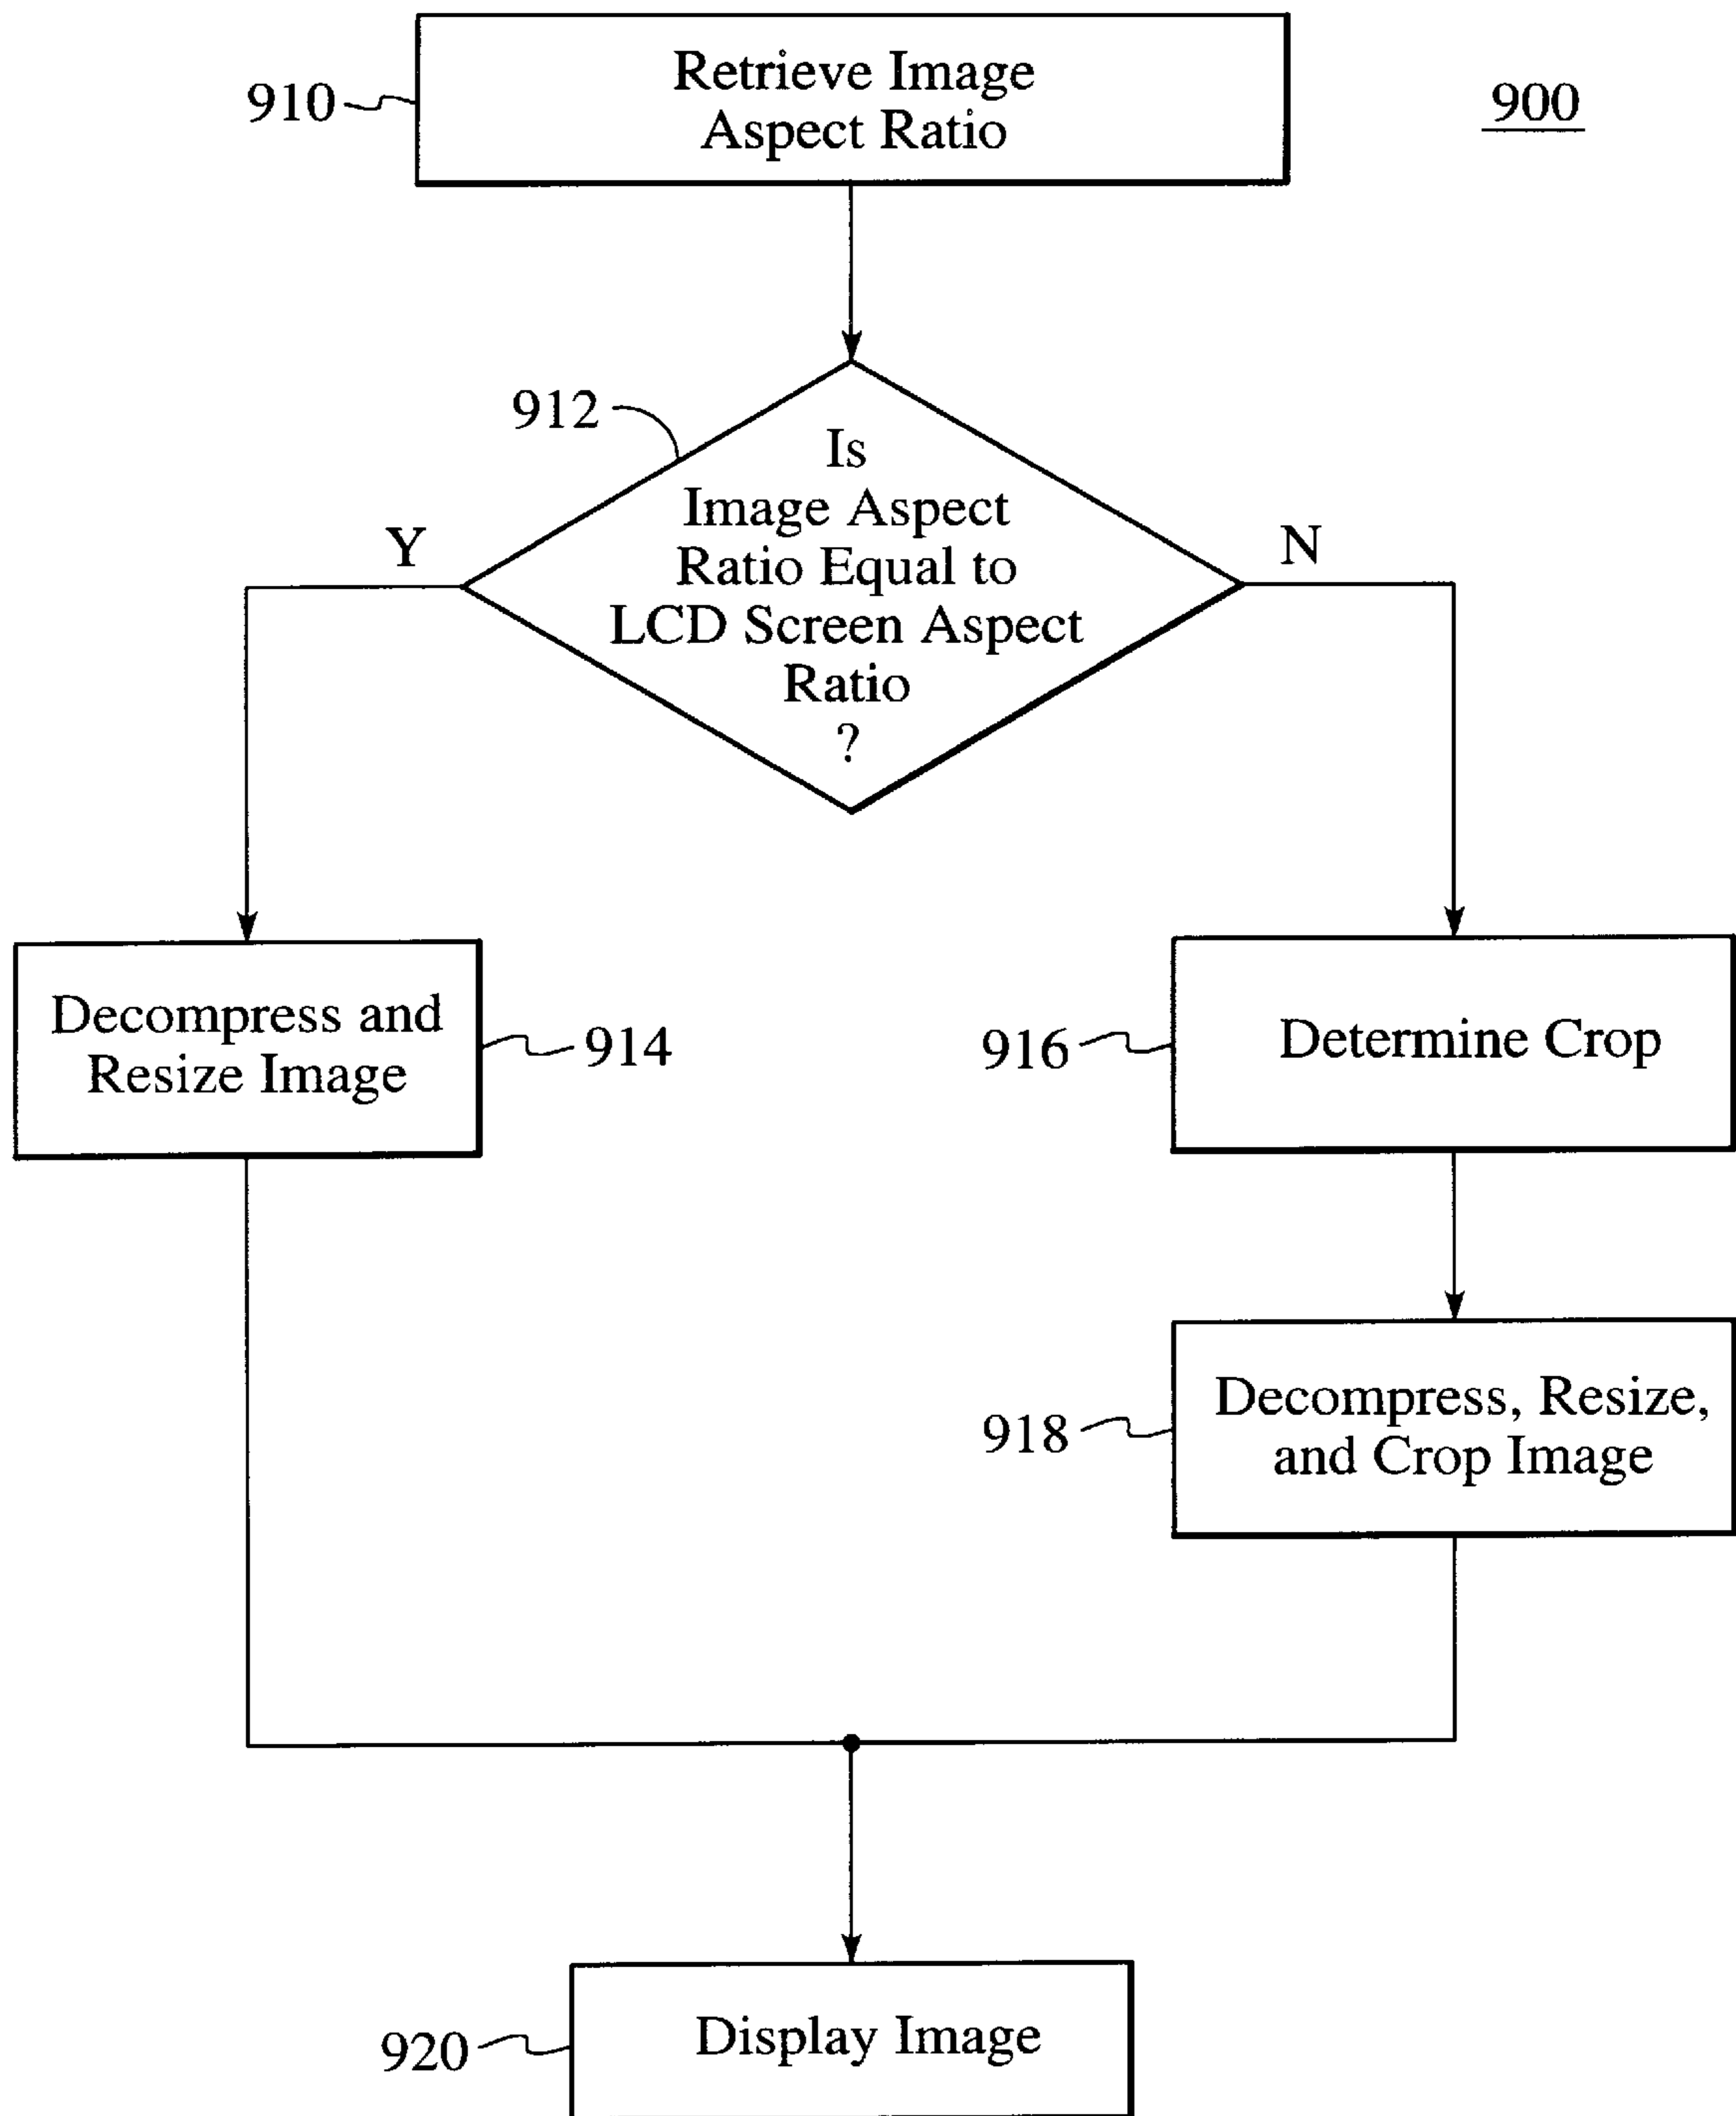 Retrieve Image
Aspect Ratio
910
900
912
Is
Image Aspect
Ratio Equal to
LCD Screen Aspect
Ratio
?
Y
N
Decompress and
Resize Image
914
916
Determine Crop
918
Decompress, Resize,
and Crop Image
920
Display Image